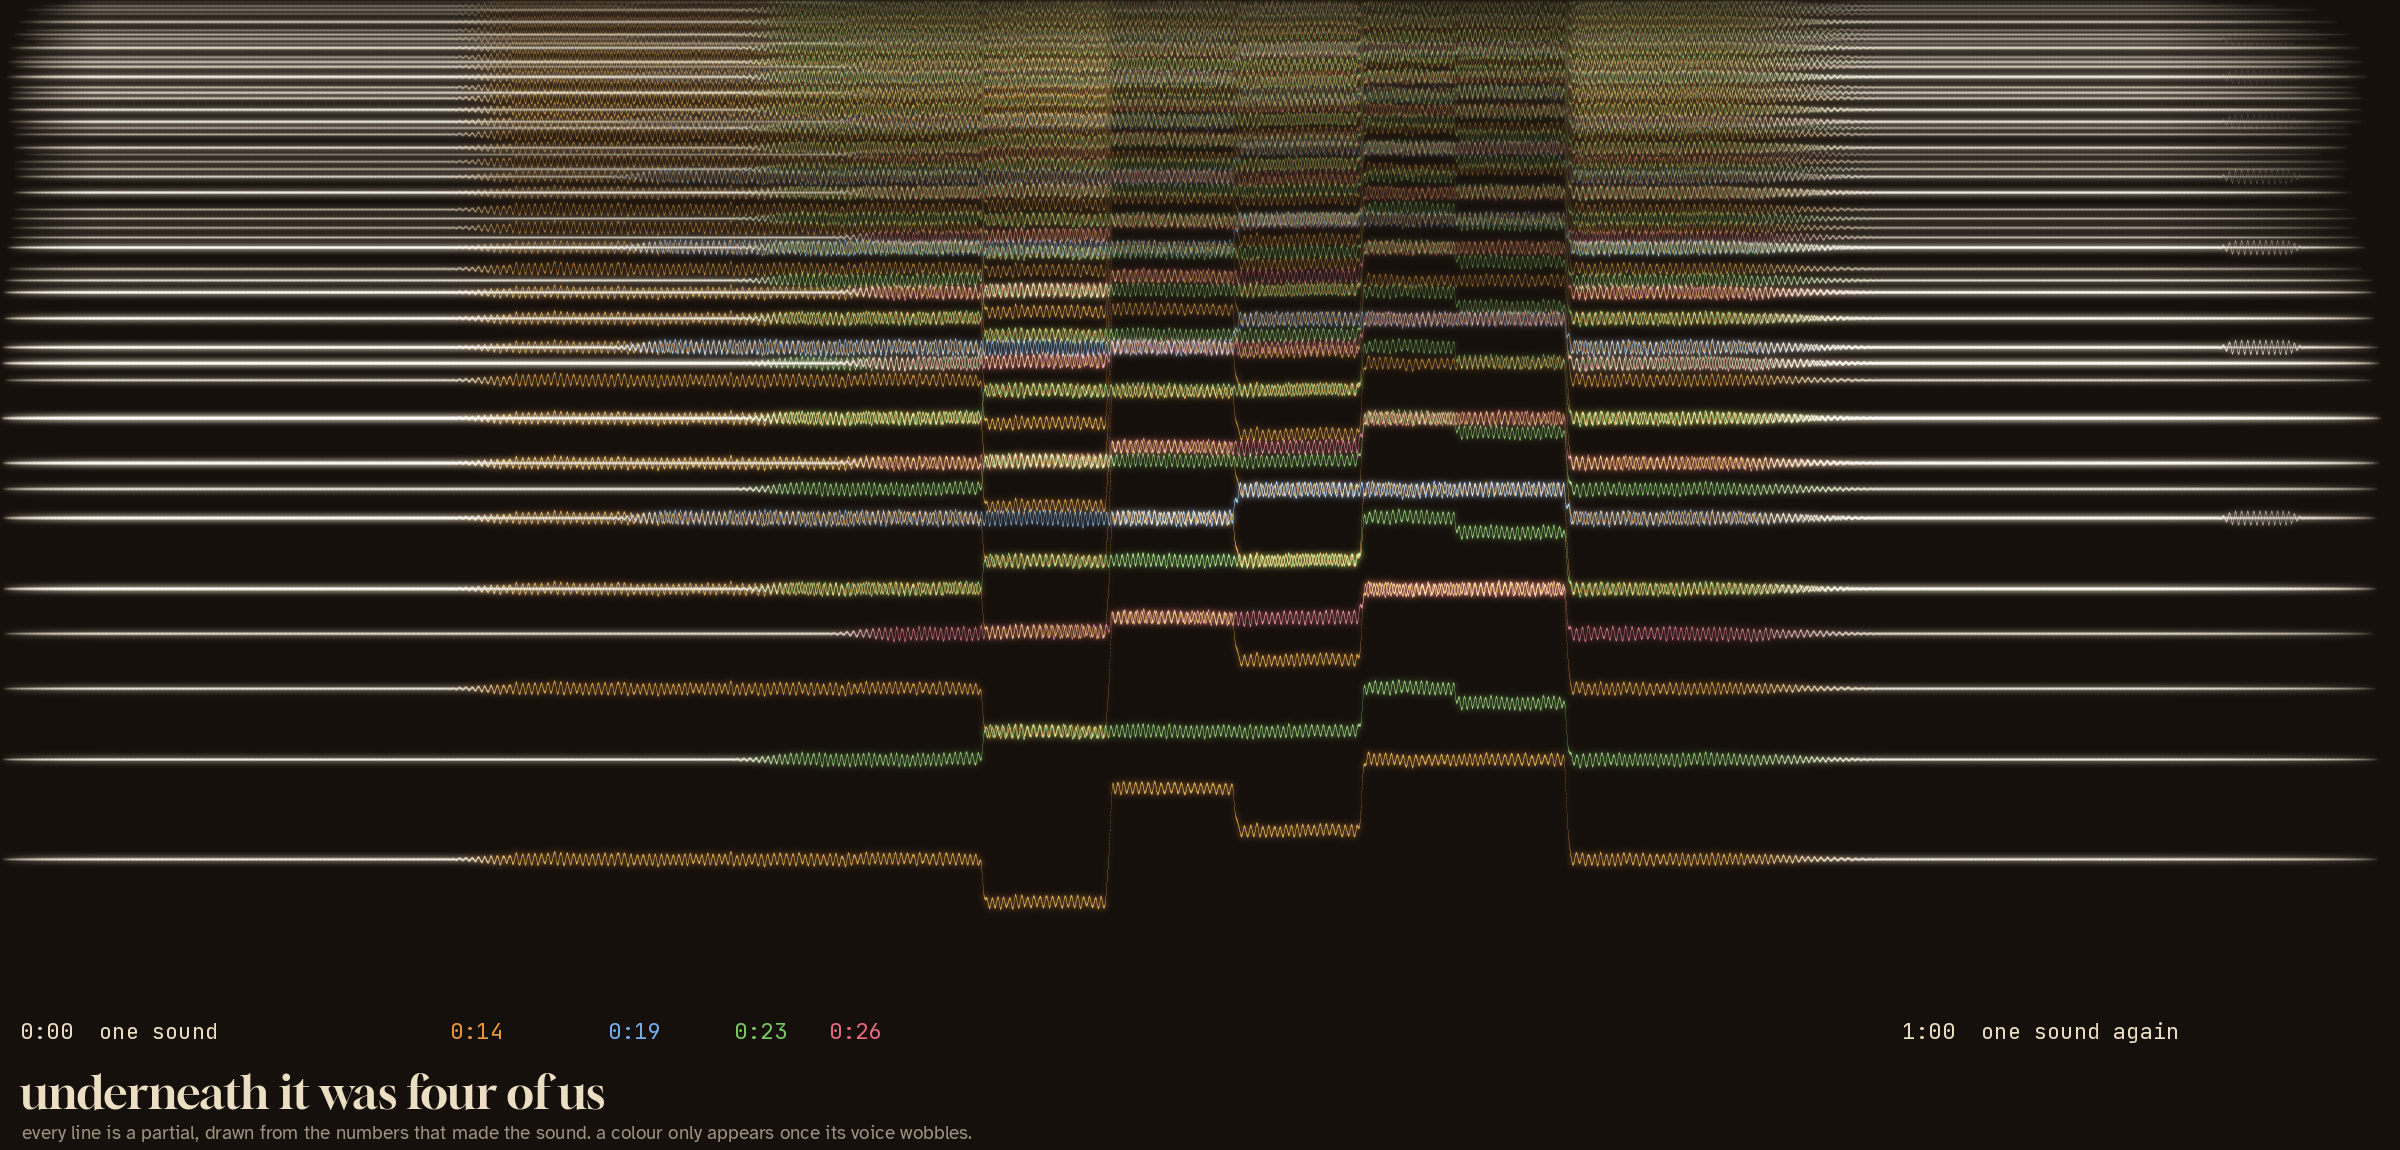 0:00 one sound 0:14 0:19 0:23 0:26 1:00 one sound again
underneath it was four of us
every line is a partial, drawn from the numbers that made the sound. a colour only appears once its voice wobbles.